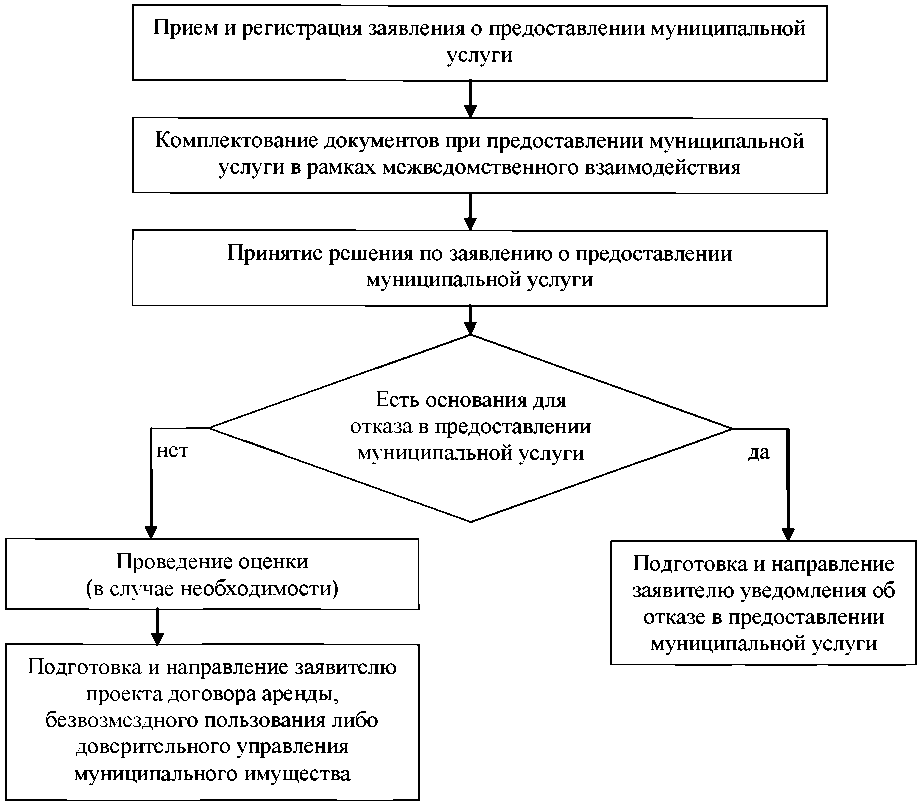 Прием и регистрация заявления о предоставлении муниципальной
услуги
Комплектование документов при предоставлении муниципальной
услуги в рамках межведомственного взаимодействия
Принятие решения по заявлению о предоставлении
муниципальной услуги
Есть основания для
отказа в предоставлении
муниципальной услуги
нет
да
Проведение оценки
(в случае необходимости)
Подготовка и направление заявителю
проекта договора аренды,
безвозмездного пользования либо
доверительного управления
муниципального имущества
Подготовка и направление
заявителю уведомления об
отказе в предоставлении
муниципальной услуги